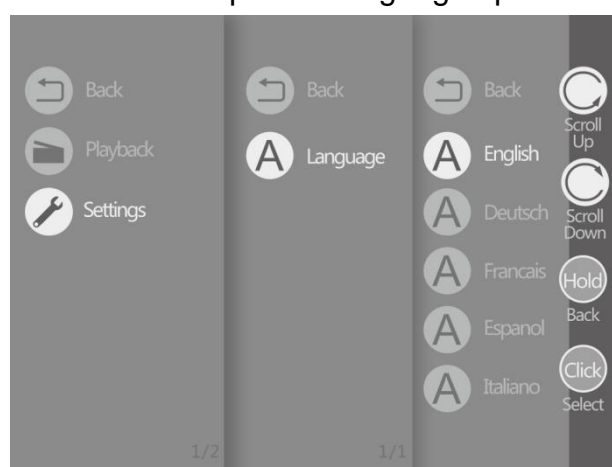 Back
Playback
Settings
1/2
Back
A Language
1/1
Back
A English
A Deutsch
A Francais
A Espanol
A Italiano
Scroll
Up
Scroll
Down
Hold
Back
Click
Select